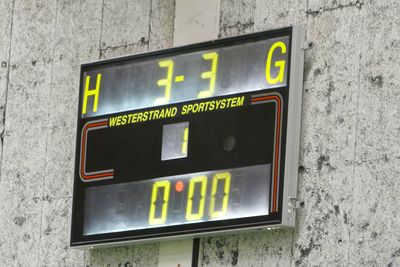 H 3-3 G
WESTERSTRAND SPORTSYSTEM
1
0:00